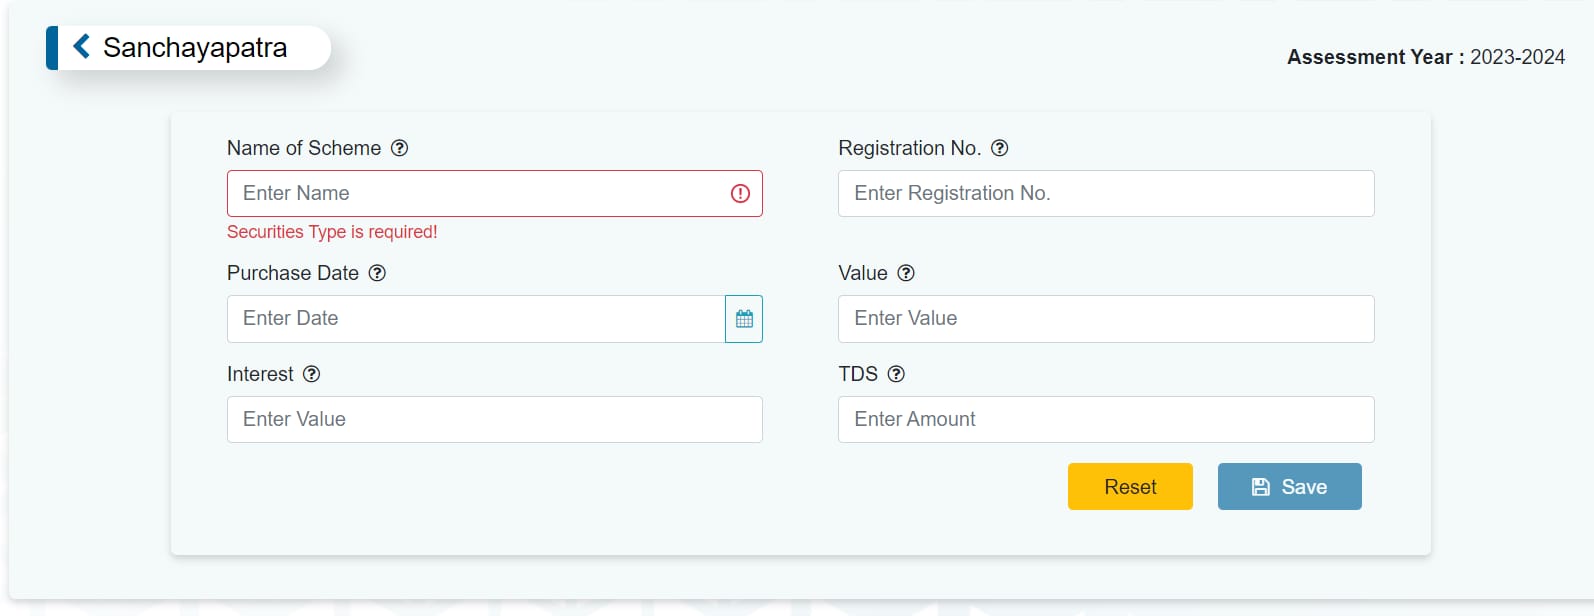 Sanchayapatra
Assessment Year : 2023-2024
Name of Scheme
Registration No.
Enter Name
Enter Registration No.
Securities Type is required!
Purchase Date
Value
Enter Date
Enter Value
Interest
TDS
Enter Value
Enter Amount
Reset
Save